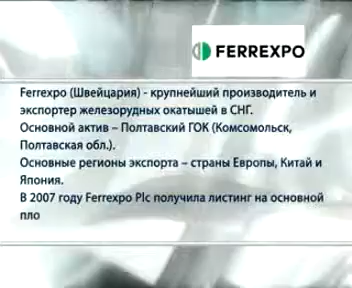 FERREXPO
Ferrexpo (Швейцария) - крупнейший производитель и
экспортер железорудных окатышей в СНГ.
Основной актив – Полтавский ГОК (Комсомольск,
Полтавская обл.).
Основные регионы экспорта – страны Европы, Китай и
Япония.
В 2007 году Ferrexpo Plc получила листинг на основной
пло